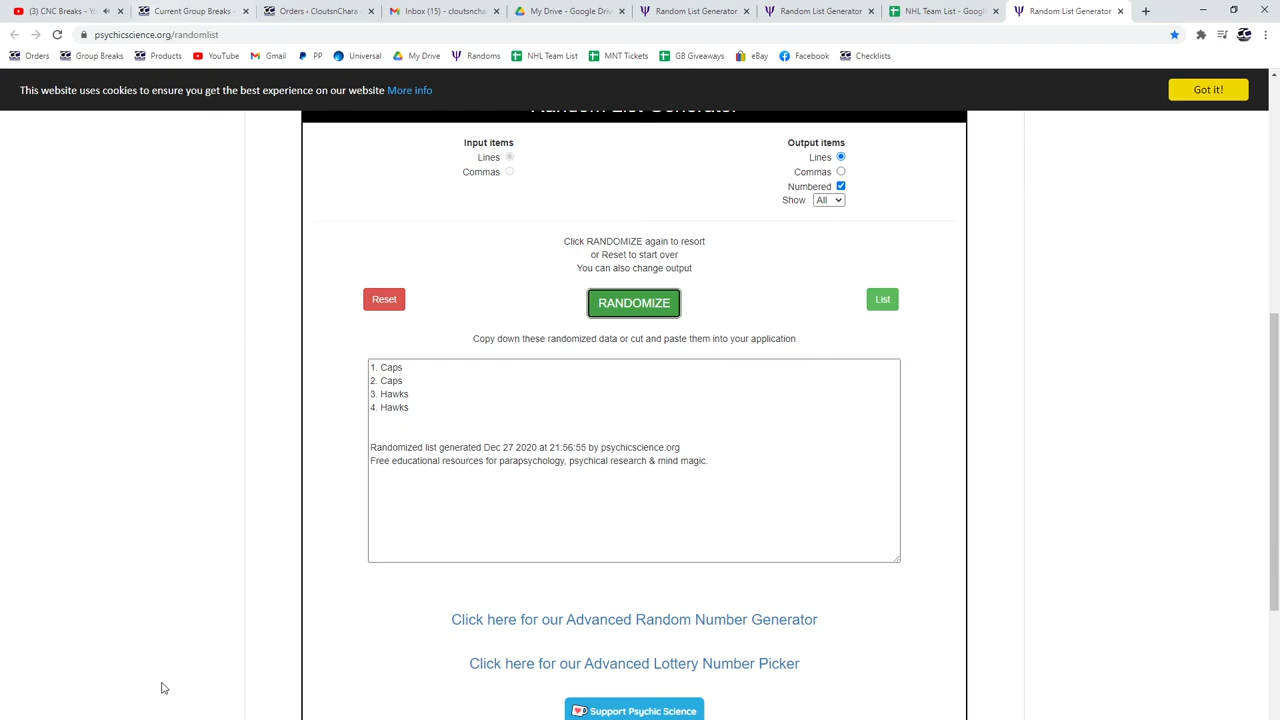 (3) CNC Breaks - Yo
Current Group Breaks
Orders ‹ CloutsnChara
Inbox (15) - cloutsnchar
My Drive - Google Driv
Random List Generator
Random List Generator
NHL Team List - Googl
Random List Generator
psychicscience.org/randomlist
Orders
Group Breaks
Products
YouTube
Gmail
PP
Universal
My Drive
Randoms
NHL Team List
MNT Tickets
GB Giveaways
eBay
Facebook
Checklists
This website uses cookies to ensure you get the best experience on our website More info
Got it!
Random List Generator
Input items
Lines
Commas
Output items
Lines
Commas
Numbered
Show All
Click RANDOMIZE again to resort
or Reset to start over
You can also change output
Reset
RANDOMIZE
List
Copy down these randomized data or cut and paste them into your application
1. Caps
2. Caps
3. Hawks
4. Hawks
Randomized list generated Dec 27 2020 at 21:56:55 by psychicscience.org
Free educational resources for parapsychology, psychical research & mind magic.
Click here for our Advanced Random Number Generator
Click here for our Advanced Lottery Number Picker
Support Psychic Science